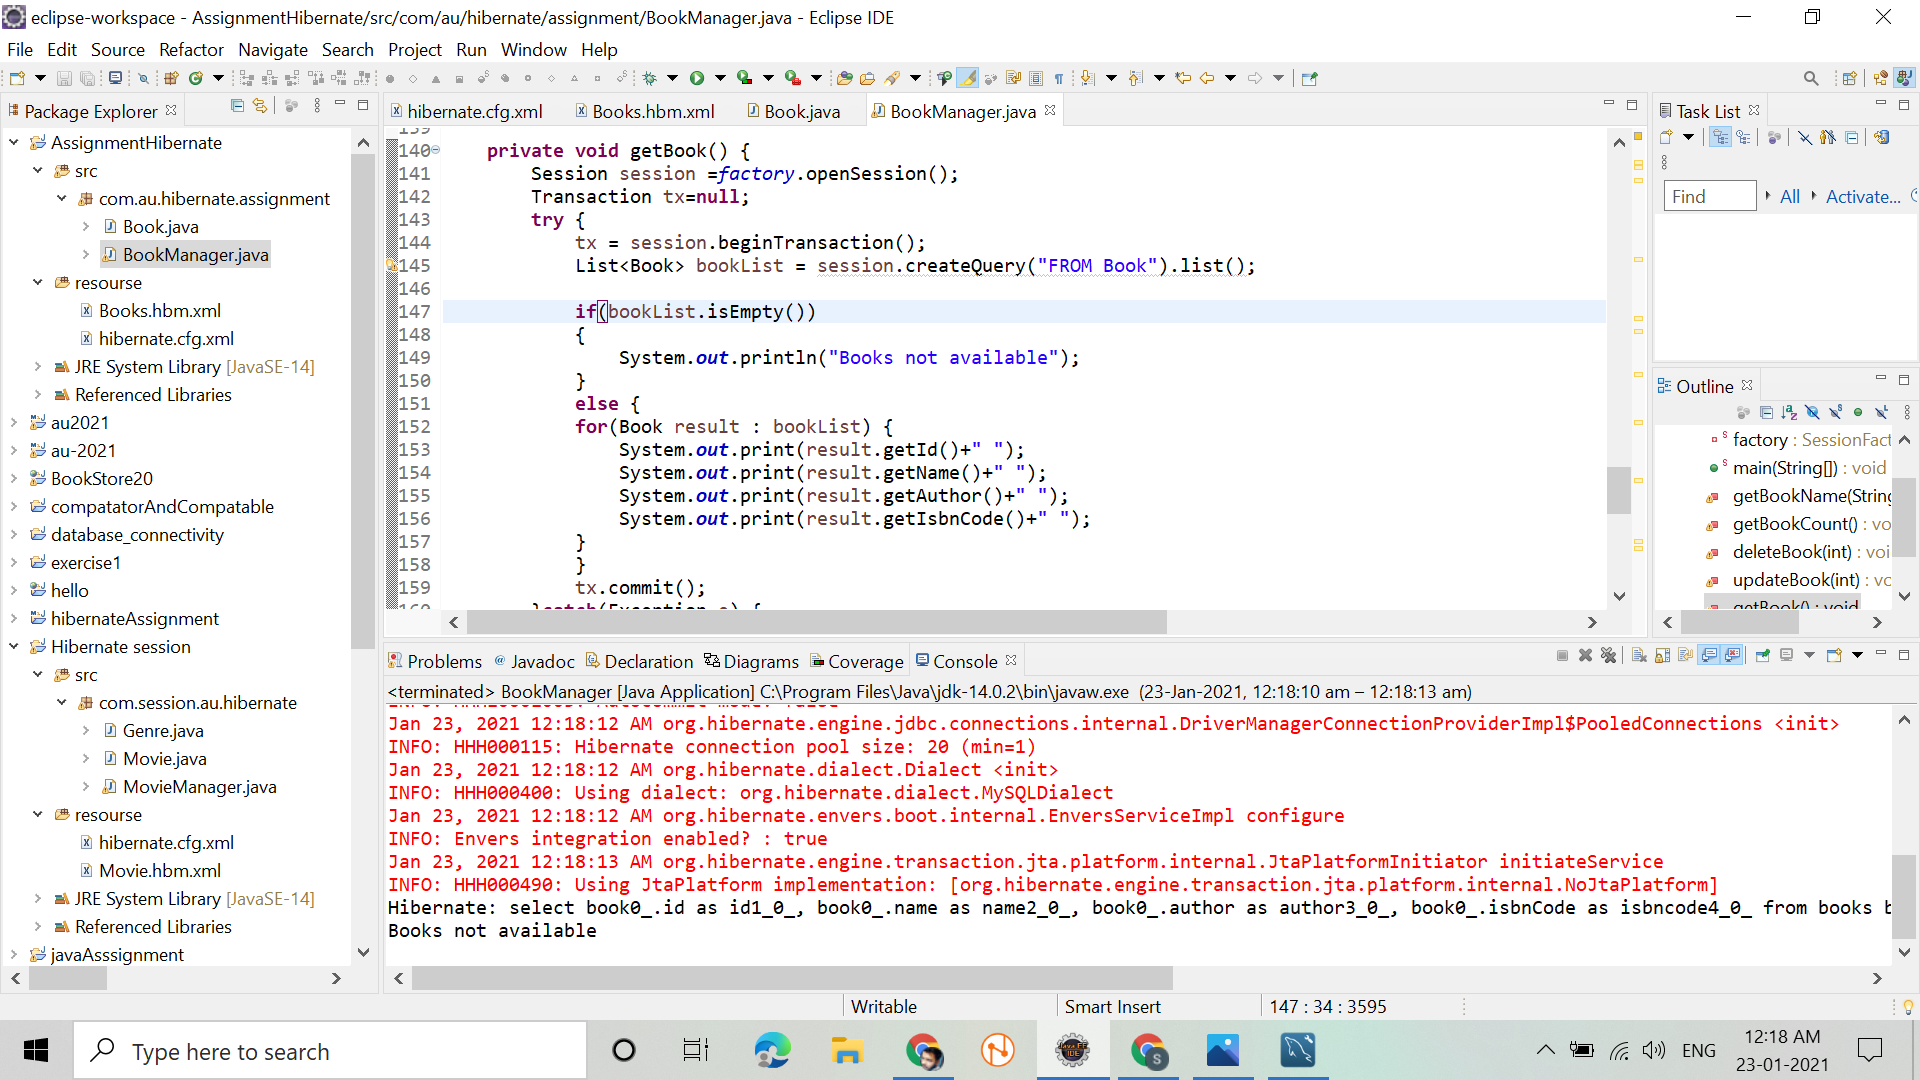 eclipse-workspace - AssignmentHibernate/src/com/au/hibernate/assignment/BookManager.java - Eclipse IDE
File Edit Source Refactor Navigate Search Project Run Window Help
Package Explorer
AssignmentHibernate
src
com.au.hibernate.assignment
Book.java
BookManager.java
resourse
Books.hbm.xml
hibernate.cfg.xml
JRE System Library [JavaSE-14]
Referenced Libraries
au2021
au-2021
BookStore20
compatatorAndCompatable
database_connectivity
exercise1
hello
hibernateAssignment
Hibernate session
src
com.session.au.hibernate
Genre.java
Movie.java
MovieManager.java
resourse
hibernate.cfg.xml
Movie.hbm.xml
JRE System Library [JavaSE-14]
Referenced Libraries
javaAsssignment
hibernate.cfg.xml Books.hbm.xml Book.java BookManager.java
139
140 private void getBook() {
141 Session session =factory.openSession();
142 Transaction tx=null;
143 try {
144 tx = session.beginTransaction();
145 List<Book> bookList = session.createQuery("FROM Book").list();
146
147 if(bookList.isEmpty())
148 {
149 System.out.println("Books not available");
150 }
151 else {
152 for(Book result : bookList) {
153 System.out.print(result.getId()+" ");
154 System.out.print(result.getName()+" ");
155 System.out.print(result.getAuthor()+" ");
156 System.out.print(result.getIsbnCode()+" ");
157 }
158 }
159 tx.commit();
160 }catch(Exception e) {
Task List
Find All Activate...
Outline
factory : SessionFact
main(String[]) : void
getBookName(String
getBookCount() : vo
deleteBook(int) : voi
updateBook(int) : vo
getBook() : void
Problems Javadoc Declaration Diagrams Coverage Console
<terminated> BookManager [Java Application] C:\Program Files\Java\jdk-14.0.2\bin\javaw.exe (23-Jan-2021, 12:18:10 am – 12:18:13 am)
Jan 23, 2021 12:18:12 AM org.hibernate.engine.jdbc.connections.internal.DriverManagerConnectionProviderImpl$PooledConnections <init>
INFO: HHH000115: Hibernate connection pool size: 20 (min=1)
Jan 23, 2021 12:18:12 AM org.hibernate.dialect.Dialect <init>
INFO: HHH000400: Using dialect: org.hibernate.dialect.MySQLDialect
Jan 23, 2021 12:18:12 AM org.hibernate.envers.boot.internal.EnversServiceImpl configure
INFO: Envers integration enabled? : true
Jan 23, 2021 12:18:13 AM org.hibernate.engine.transaction.jta.platform.internal.JtaPlatformInitiator initiateService
INFO: HHH000490: Using JtaPlatform implementation: [org.hibernate.engine.transaction.jta.platform.internal.NoJtaPlatform]
Hibernate: select book0_.id as id1_0_, book0_.name as name2_0_, book0_.author as author3_0_, book0_.isbnCode as isbncode4_0_ from books b
Books not available
Writable Smart Insert 147 : 34 : 3595
Type here to search
ENG
12:18 AM
23-01-2021